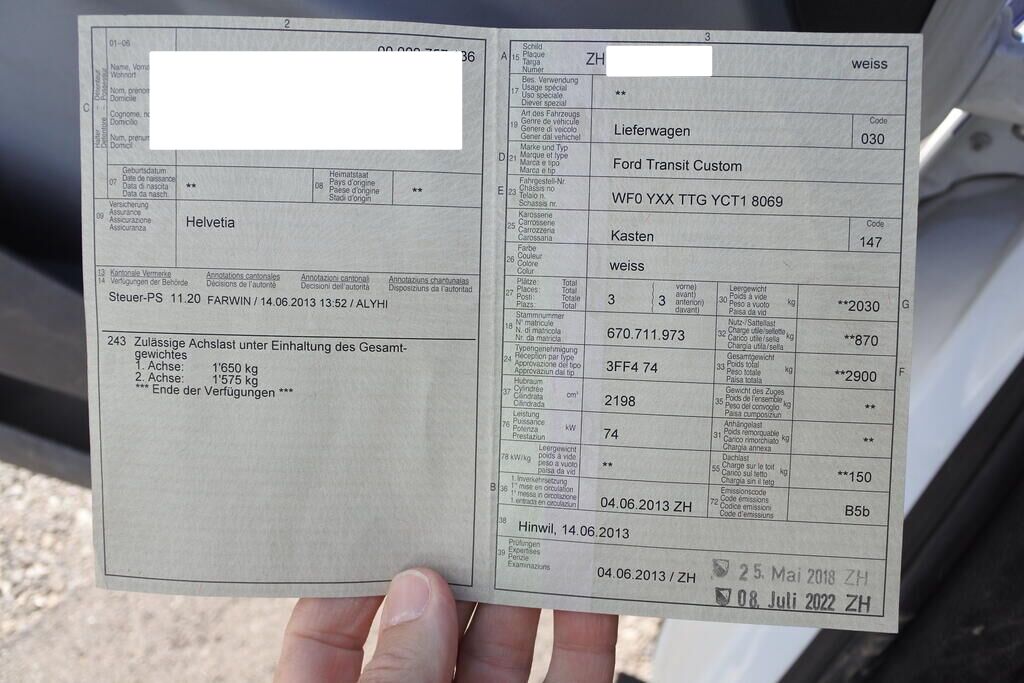 2
01-06
Name, Vorna
Wohnort
Nom, prénom
Domicile
Cognome, no
Domicilio
Num, prenum
Domicil
C
07
Geburtsdatum
Date de naissance
Data di nascita
Data da nasch.
**
08
Heimatstaat
Pays d'origine
Paese d'origine
Stadi d'origin
**
09
Versicherung
Assurance
Assicurazione
Assicuranza
Helvetia
13 Kantonale Vermerke
14 Verfügungen der Behörde
Annotations cantonales
Décisions de l'autorité
Annotazioni cantonali
Decisioni dell'autorità
Annotaziuns chantunalas
Disposiziuns da l'autoritad
Steuer-PS 11.20 FARWIN / 14.06.2013 13:52 / ALYHI
243 Zulässige Achslast unter Einhaltung des Gesamt-
gewichtes
1. Achse: 1'650 kg
2. Achse: 1'575 kg
*** Ende der Verfügungen ***
3
A 15
Schild
Plaque
Targa
Numer
ZH
weiss
17
Bes. Verwendung
Usage spécial
Uso speciale
Diever spezial
**
19
Art des Fahrzeugs
Genre de véhicule
Genere di veicolo
Gener dal vehichel
Lieferwagen
Code
030
D 21
Marke und Typ
Marque et type
Marca e tipo
Marca e tip
Ford Transit Custom
E 23
Fahrgestell-Nr.
Châssis no
Telaio n.
Schassis nr.
WF0 YXX TTG YCT1 8069
25
Karosserie
Carrosserie
Carrozzeria
Carossaria
Kasten
Code
147
26
Farbe
Couleur
Colore
Colur
weiss
27
Plätze: Total
Places: Total
Posti: Totale
Plazs: Total
3
3
vorne)
avant)
anteriori)
davant)
30
Leergewicht
Poids à vide
Peso a vuoto
Paisa da vid
kg
**2030
G
18
Stammnummer
N° matricule
N. di matricola
Nr. da matricla
670.711.973
32
Nutz-/Sattellast
Charge utile/sellette
Carico utile/sella
Chargia utila/sella
kg
**870
24
Typengenehmigung
Réception par type
Approvazione del tipo
Approvaziun dal tip
3FF4 74
33
Gesamtgewicht
Poids total
Peso totale
Paisa totala
kg
**2900
F
37
Hubraum
Cylindrée
Cilindrata
Cilindrada
cm³
2198
35
Gewicht des Zuges
Poids de l'ensemble
Peso del convoglio
Paisa cumposiziun
kg
**
76
Leistung
Puissance
Potenza
Prestaziun
kW
74
31
Anhängelast
Poids remorquable
Carico rimorchiato
Chargia annexa
kg
**
78 kW/kg
Leergewicht
poids à vide
peso a vuoto
paisa da vid
**
55
Dachlast
Charge sur le toit
Carico sul tetto
Chargia sin il tetg
kg
**150
B 36
1. Inverkehrsetzung
1re mise en circulation
1a messa in circolazione
1. entrada en circulaziun
04.06.2013 ZH
72
Emissionscode
Code émissions
Codice emissioni
Code d'emissiuns
B5b
38
Hinwil, 14.06.2013
39
Prüfungen
Expertises
Perizie
Examinaziuns
04.06.2013 / ZH
25. Mai 2018 ZH
08. Juli 2022 ZH